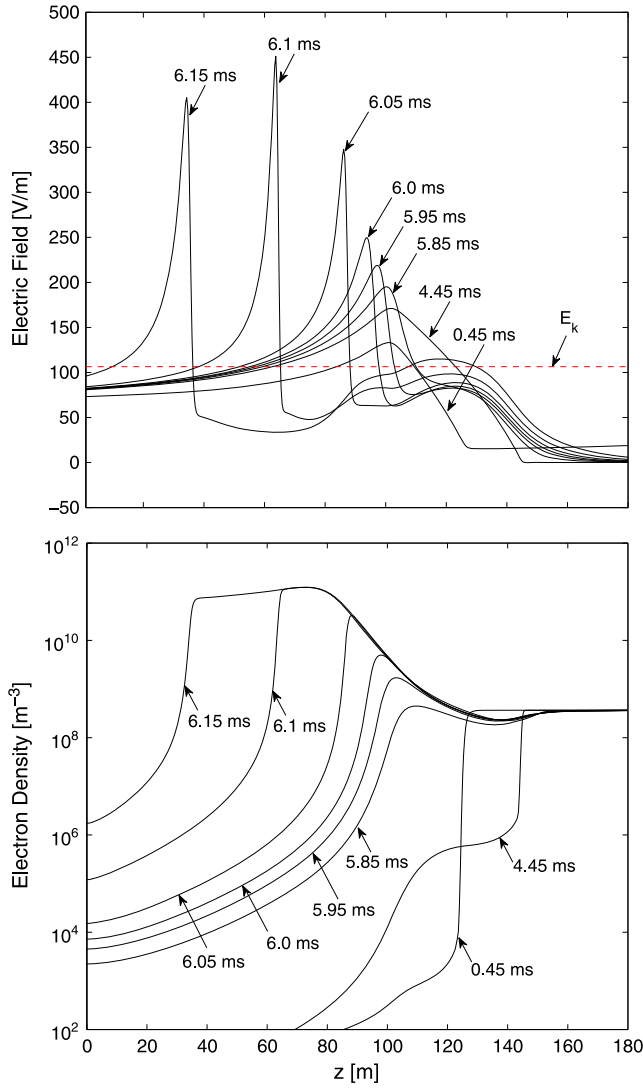 500
450
400
350
300
250
200
150
100
50
0
−50
Electric Field [V/m]
6.15 ms
6.1 ms
6.05 ms
6.0 ms
5.95 ms
5.85 ms
4.45 ms
0.45 ms
E_k
10^12
10^10
10^8
10^6
10^4
10^2
Electron Density [m^−3]
6.15 ms
6.1 ms
5.85 ms
5.95 ms
6.0 ms
6.05 ms
4.45 ms
0.45 ms
0 20 40 60 80 100 120 140 160 180
z [m]